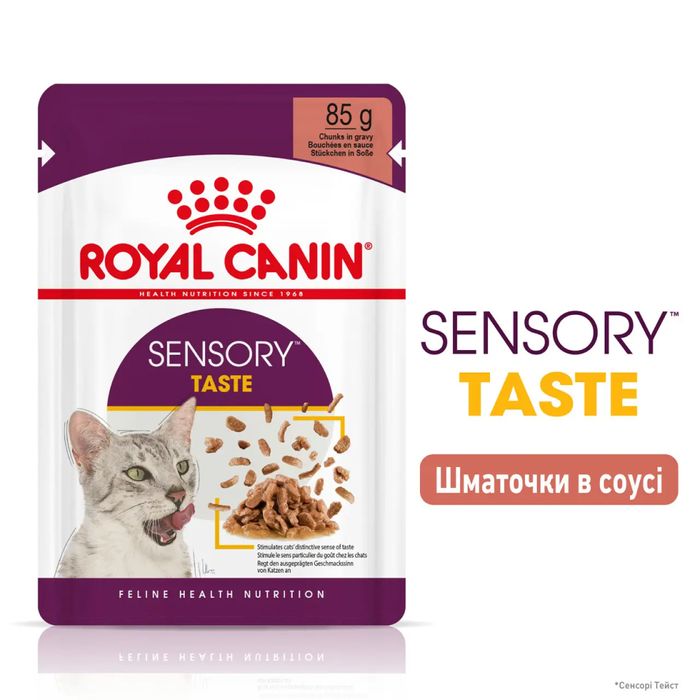 85 g
Chunks in gravy
Bouchées en sauce
Stückchen in Soße
ROYAL CANIN®
HEALTH NUTRITION SINCE 1968
SENSORY™
TASTE
Stimulates cats' distinctive sense of taste
Stimule le sens particulier du goût chez les chats
Regt den ausgeprägten Geschmackssinn
von Katzen an
FELINE HEALTH NUTRITION
SENSORY™
TASTE
Шматочки в соусі
*Сенсорі Тейст